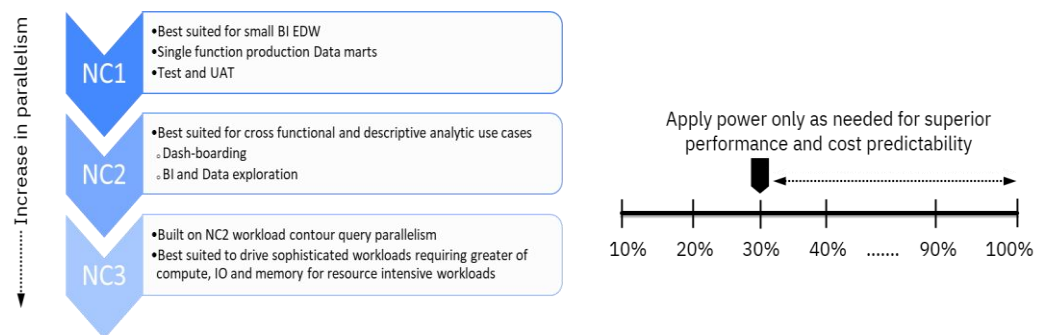 Increase in parallelism
NC1
•Best suited for small BI EDW
•Single function production Data marts
•Test and UAT
NC2
•Best suited for cross functional and descriptive analytic use cases
▫Dash-boarding
▫BI and Data exploration
NC3
•Built on NC2 workload contour query parallelism
•Best suited to drive sophisticated workloads requiring greater of
compute, IO and memory for resource intensive workloads
Apply power only as needed for superior
performance and cost predictability
10% 20% 30% 40% ....... 90% 100%